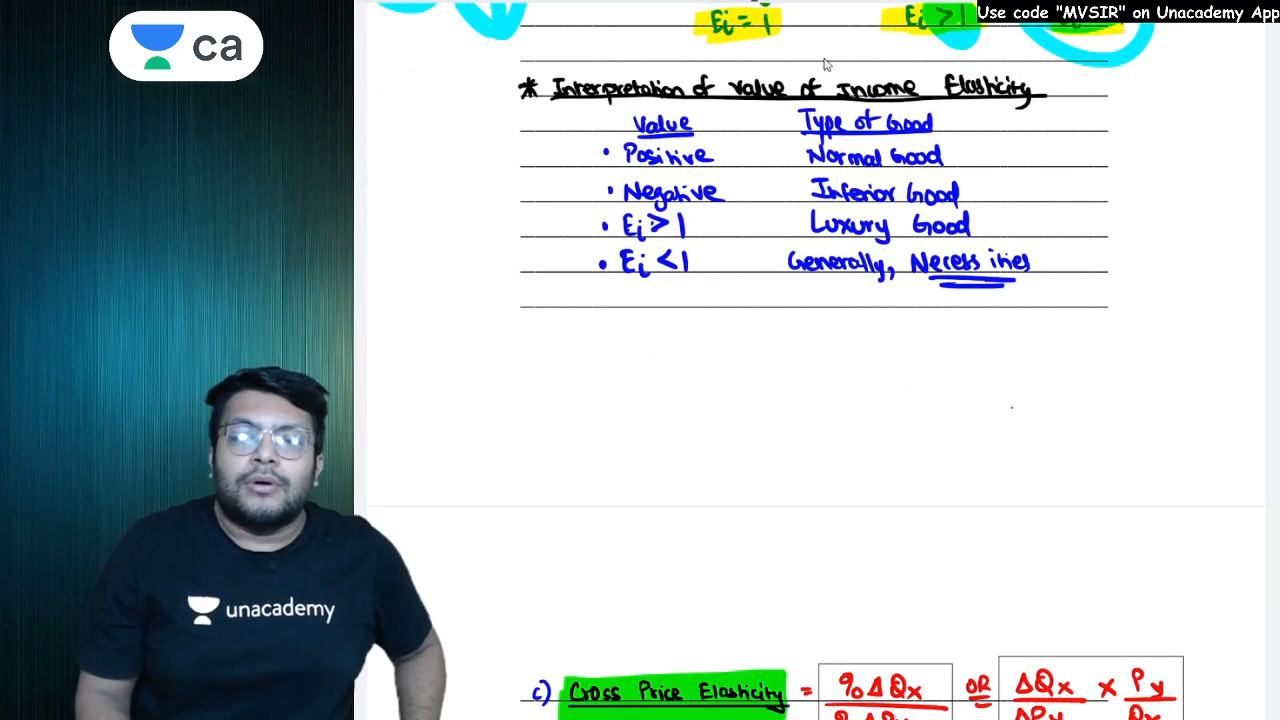 ca
Ei = 1 Ei > 1
Use code "MVSIR" on Unacademy App
* Interpretation of value of Income Elasticity
Value Type of Good
• Positive Normal Good
• Negative Inferior Good
• Ei > 1 Luxury Good
• Ei < 1 Generally, Necessities
unacademy
c) Cross Price Elasticity = % Δ Qx OR ΔQx × Py